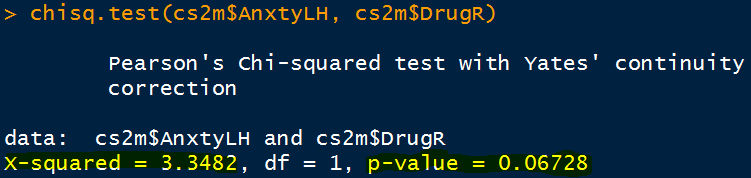 > chisq.test(cs2m$AnxtyLH, cs2m$DrugR)
Pearson's Chi-squared test with Yates' continuity
correction
data:  cs2m$AnxtyLH and cs2m$DrugR
X-squared = 3.3482, df = 1, p-value = 0.06728